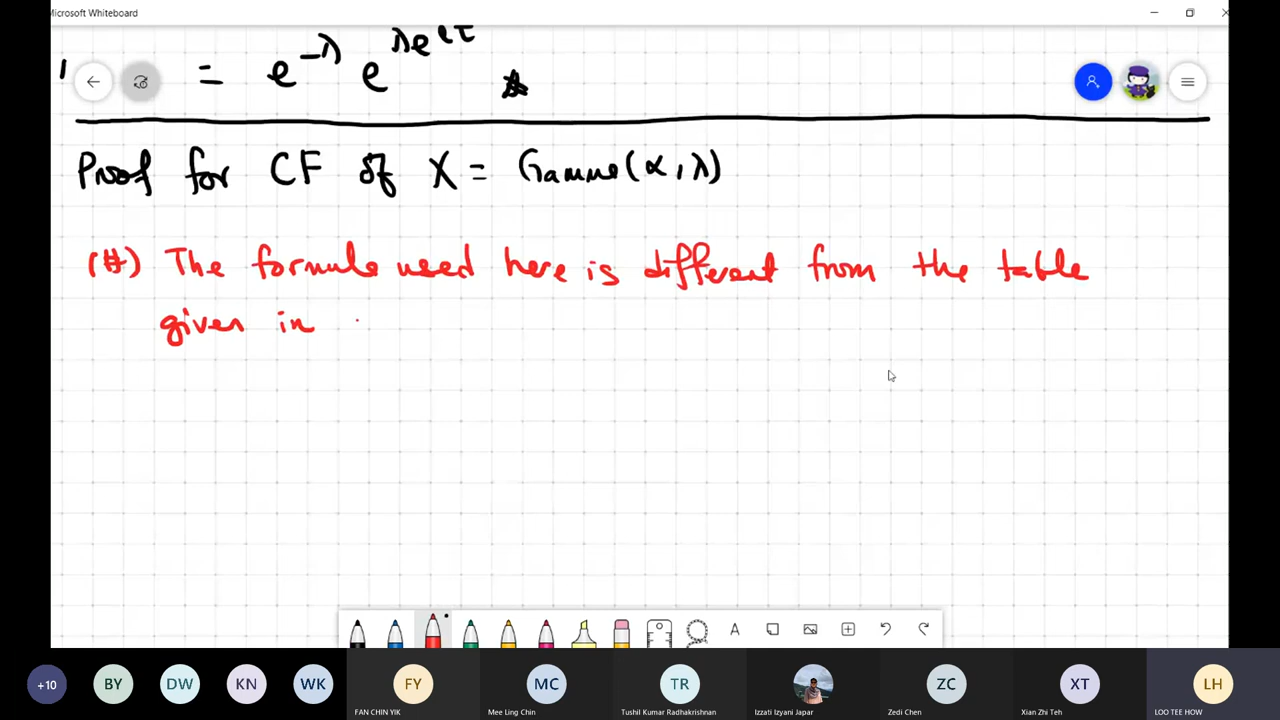 Microsoft Whiteboard
= e^{-λ} e^{λe^{it}}
Proof for CF of X = Gamma(α, λ)
(#) The formula used here is different from the table
given in
A
+10
BY
DW
KN
WK
FY
FAN CHIN YIK
MC
Mee Ling Chin
TR
Tushil Kumar Radhakrishnan
Izzati Izyani Japar
ZC
Zedi Chen
XT
Xian Zhi Teh
LH
LOO TEE HOW